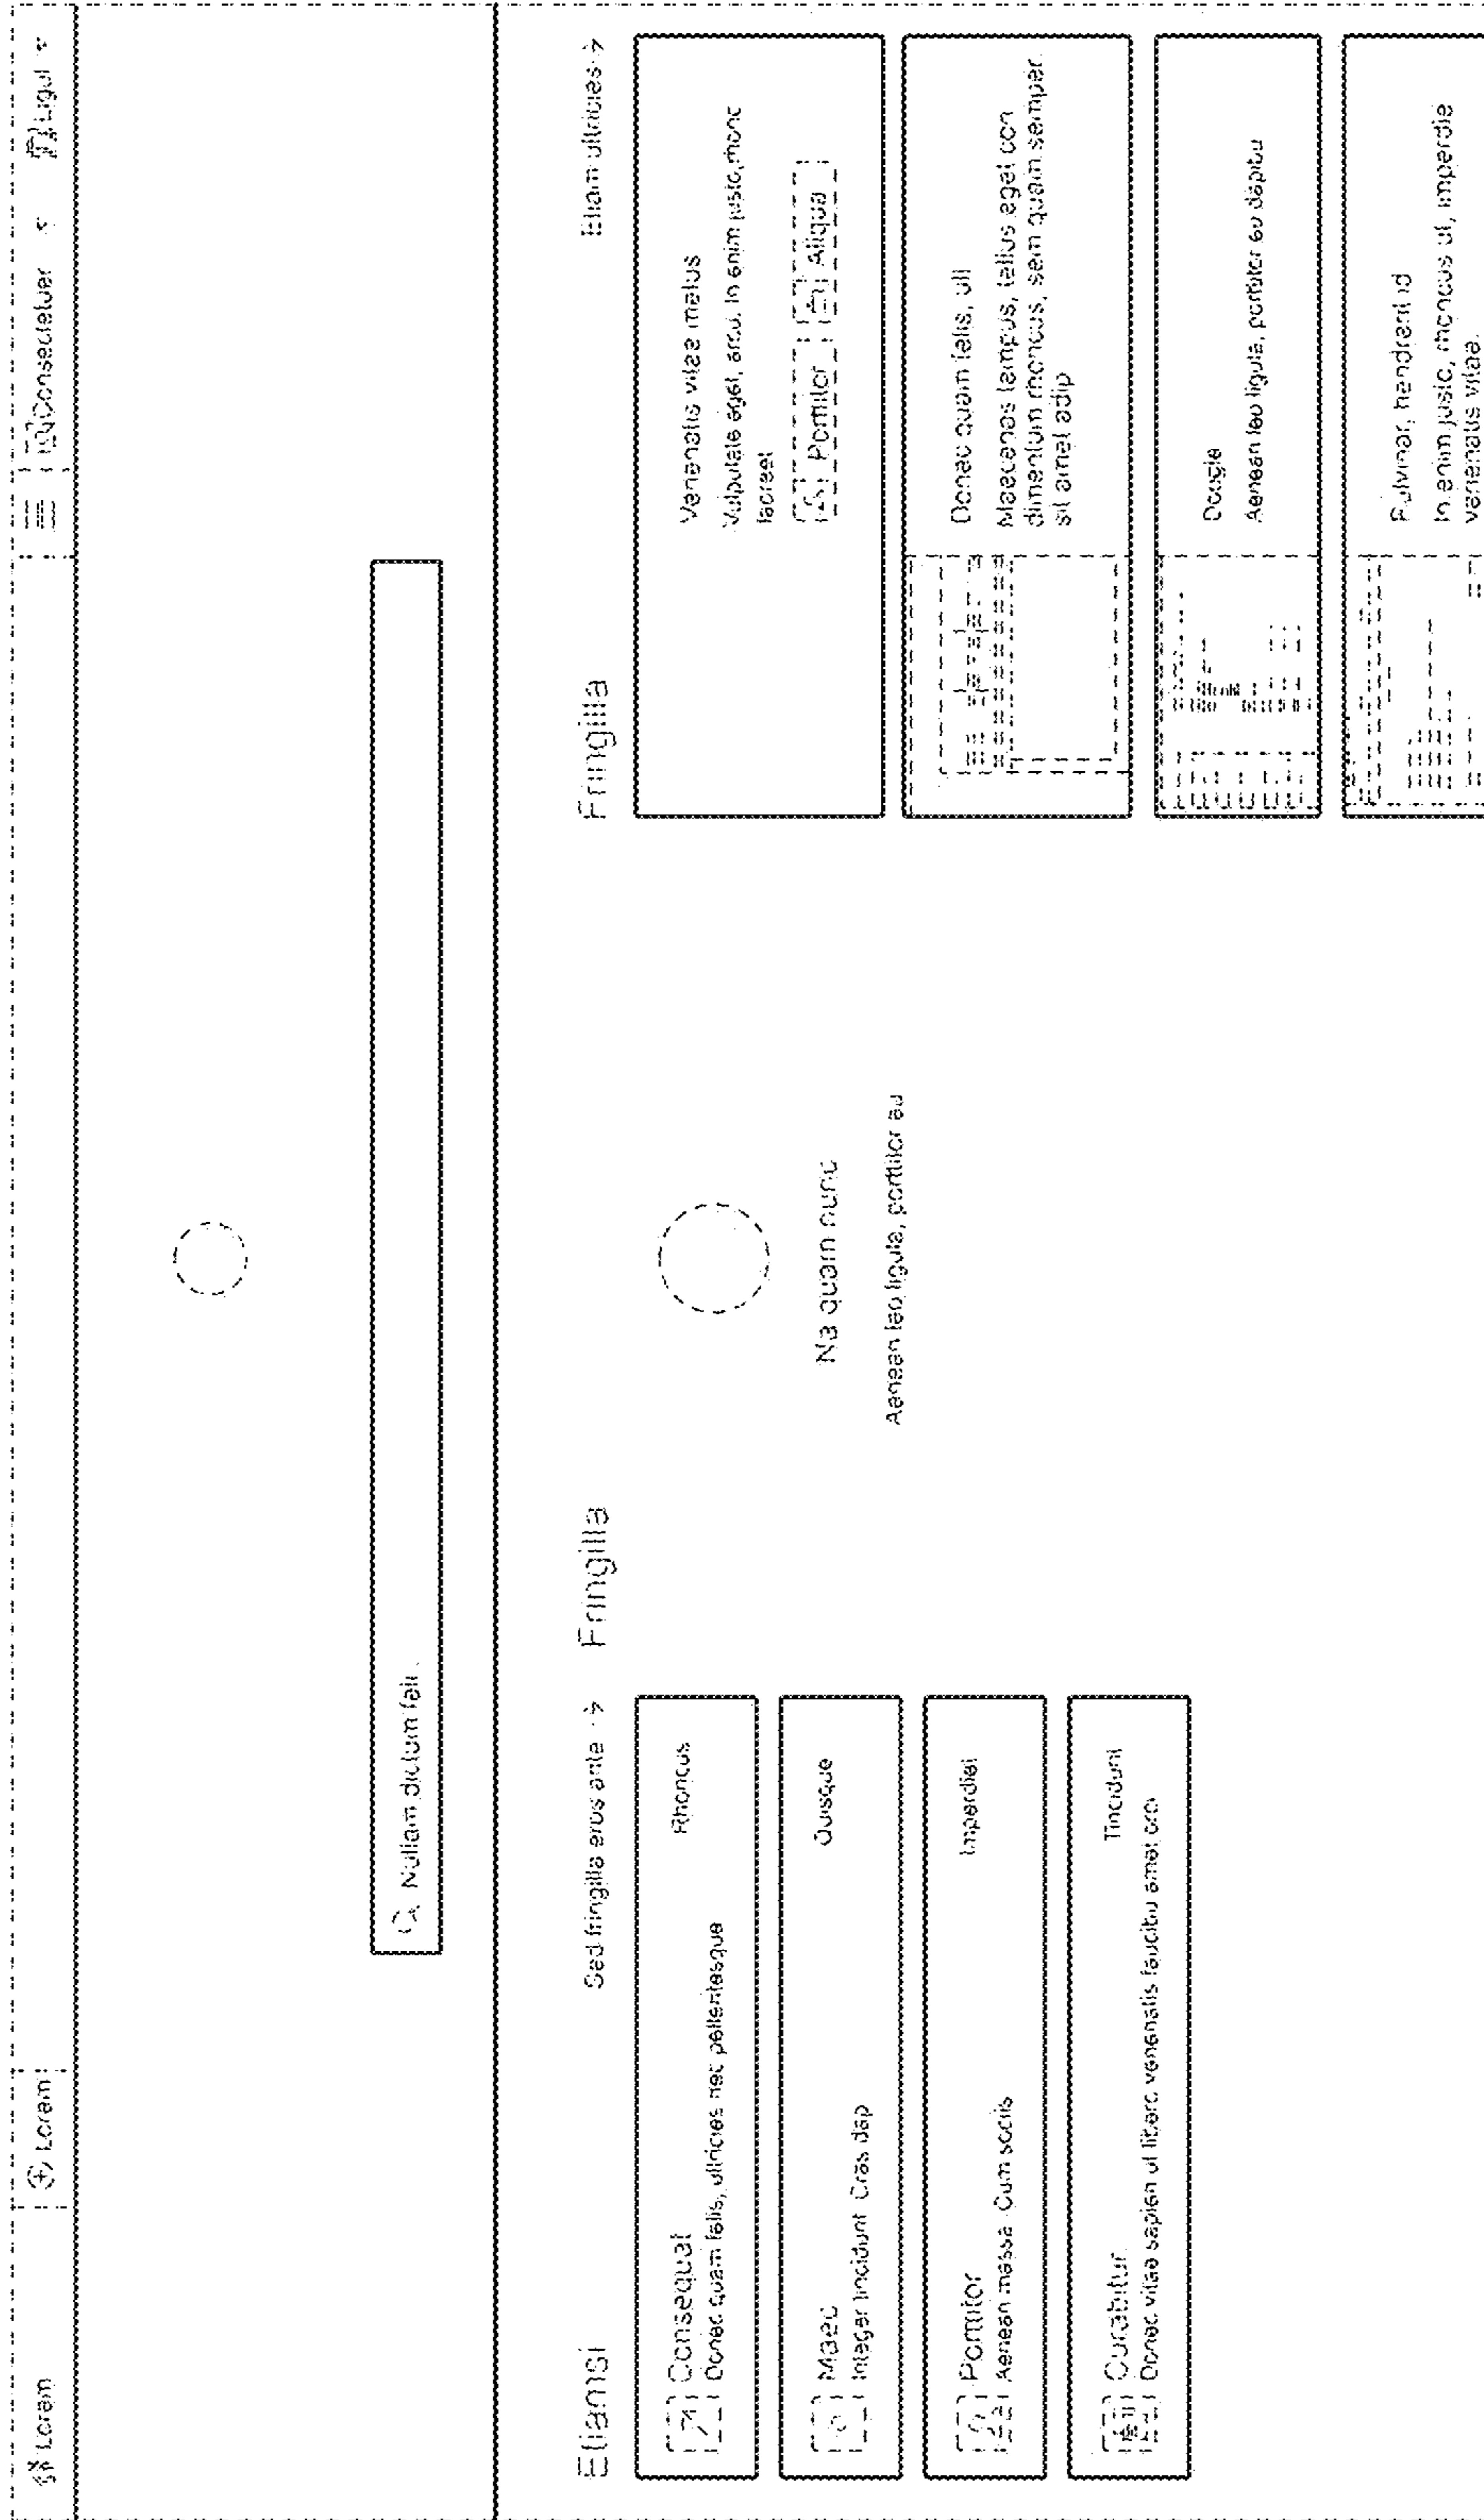 Lorem
Lorem
Consectetuer
Ligul
Nullam dictum feli
Etiamsi
Sed fringilla eros ante →
Consequat
Donec quam felis, ultricies nec pellentesque
Rhoncus
Maec
Integer tincidunt Cras dap
Quisque
Porttitor
Aenean massa Cum sociis
Imperdiet
Curabitur
Donec vitae sapien ut libero venenatis faucibu amet orci
Tincidunt
Fringilla
Na quam nunc
Aenean leo ligula, porttitor eu
Fringilla
Etiam ultricies →
Venenatis vitae metus
Vulputate eget, arcu. In enim justo, rhonc
laoreet
Porttitor
Aliqua
Donec quam felis, ull
Maecenas tempus, tellus eget con
dimentum rhoncus, sem quam semper
sit amet adip
Aenean leo ligula, porttitor eu dapibu
Pulvinar, hendrerit id
In enim justo, rhoncus ut, imperdie
venenatis vitae.